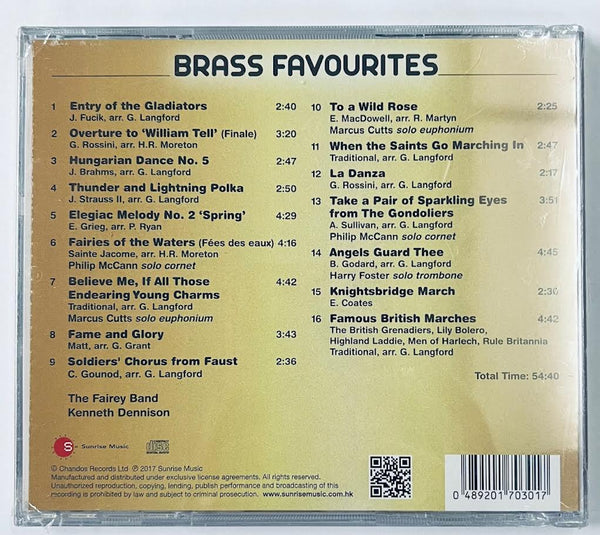 BRASS FAVOURITES
1 Entry of the Gladiators 2:40
J. Fucik, arr. G. Langford
2 Overture to ‘William Tell’ (Finale) 3:20
G. Rossini, arr. H.R. Moreton
3 Hungarian Dance No. 5 2:47
J. Brahms, arr. G. Langford
4 Thunder and Lightning Polka 2:50
J. Strauss II, arr. G. Langford
5 Elegiac Melody No. 2 ‘Spring’ 4:29
E. Grieg, arr. P. Ryan
6 Fairies of the Waters (Fées des eaux) 4:16
Sainte Jacome, arr. H.R. Moreton
Philip McCann solo cornet
7 Believe Me, If All Those 4:42
Endearing Young Charms
Traditional, arr. G. Langford
Marcus Cutts solo euphonium
8 Fame and Glory 3:43
Matt, arr. G. Grant
9 Soldiers' Chorus from Faust 2:36
C. Gounod, arr. G. Langford
The Fairey Band
Kenneth Dennison
10 To a Wild Rose 2:25
E. MacDowell, arr. R. Martyn
Marcus Cutts solo euphonium
11 When the Saints Go Marching In 2:47
Traditional, arr. G. Langford
12 La Danza 2:17
G. Rossini, arr. G. Langford
13 Take a Pair of Sparkling Eyes 3:51
from The Gondoliers
A. Sullivan, arr. G. Langford
Philip McCann solo cornet
14 Angels Guard Thee 4:45
B. Godard, arr. G. Langford
Harry Foster solo trombone
15 Knightsbridge March 2:36
E. Coates
16 Famous British Marches 4:42
The British Grenadiers, Lily Bolero,
Highland Laddie, Men of Harlech, Rule Britannia
Traditional, arr. G. Langford
Total Time: 54:40
S - Sunrise Music
COMPACT disc DIGITAL AUDIO
© Chandos Records Ltd ℗ 2017 Sunrise Music
Manufactured and distributed under exclusive license agreements. All rights reserved.
Unauthorized reproduction, copying, lending, publish performance and broadcasting of this
recording is prohibited by law and subject to criminal prosecution. www.sunrisemusic.com.hk
0 489201 703017